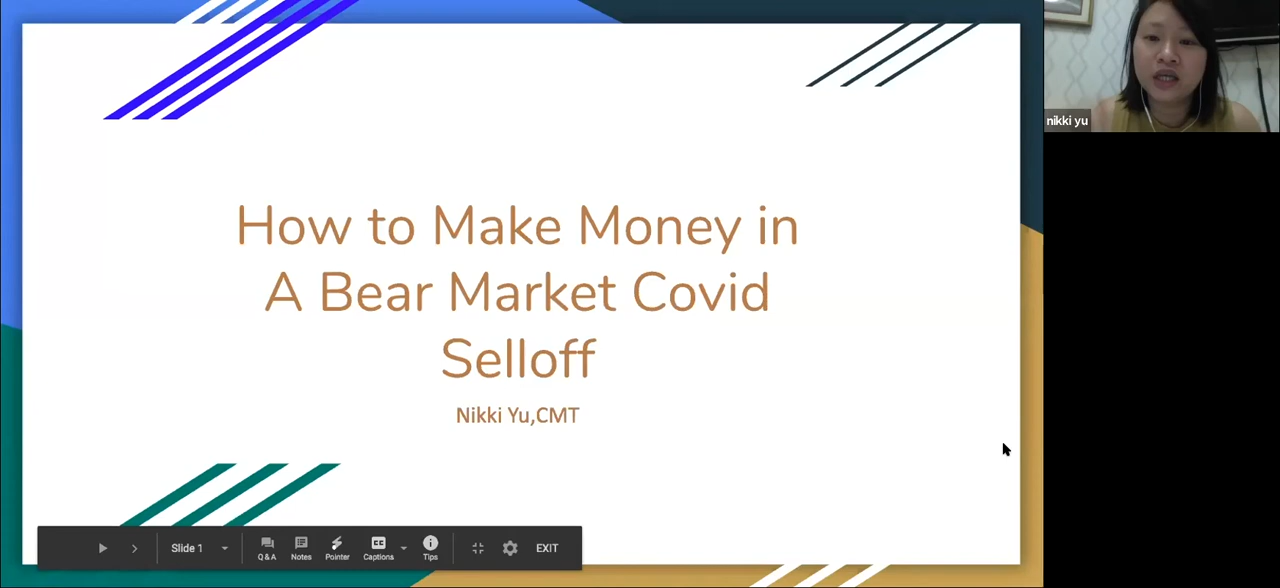 How to Make Money in
A Bear Market Covid
Selloff
Nikki Yu,CMT
nikki yu
Slide 1
Q & A
Notes
Pointer
CC
Captions
Tips
EXIT